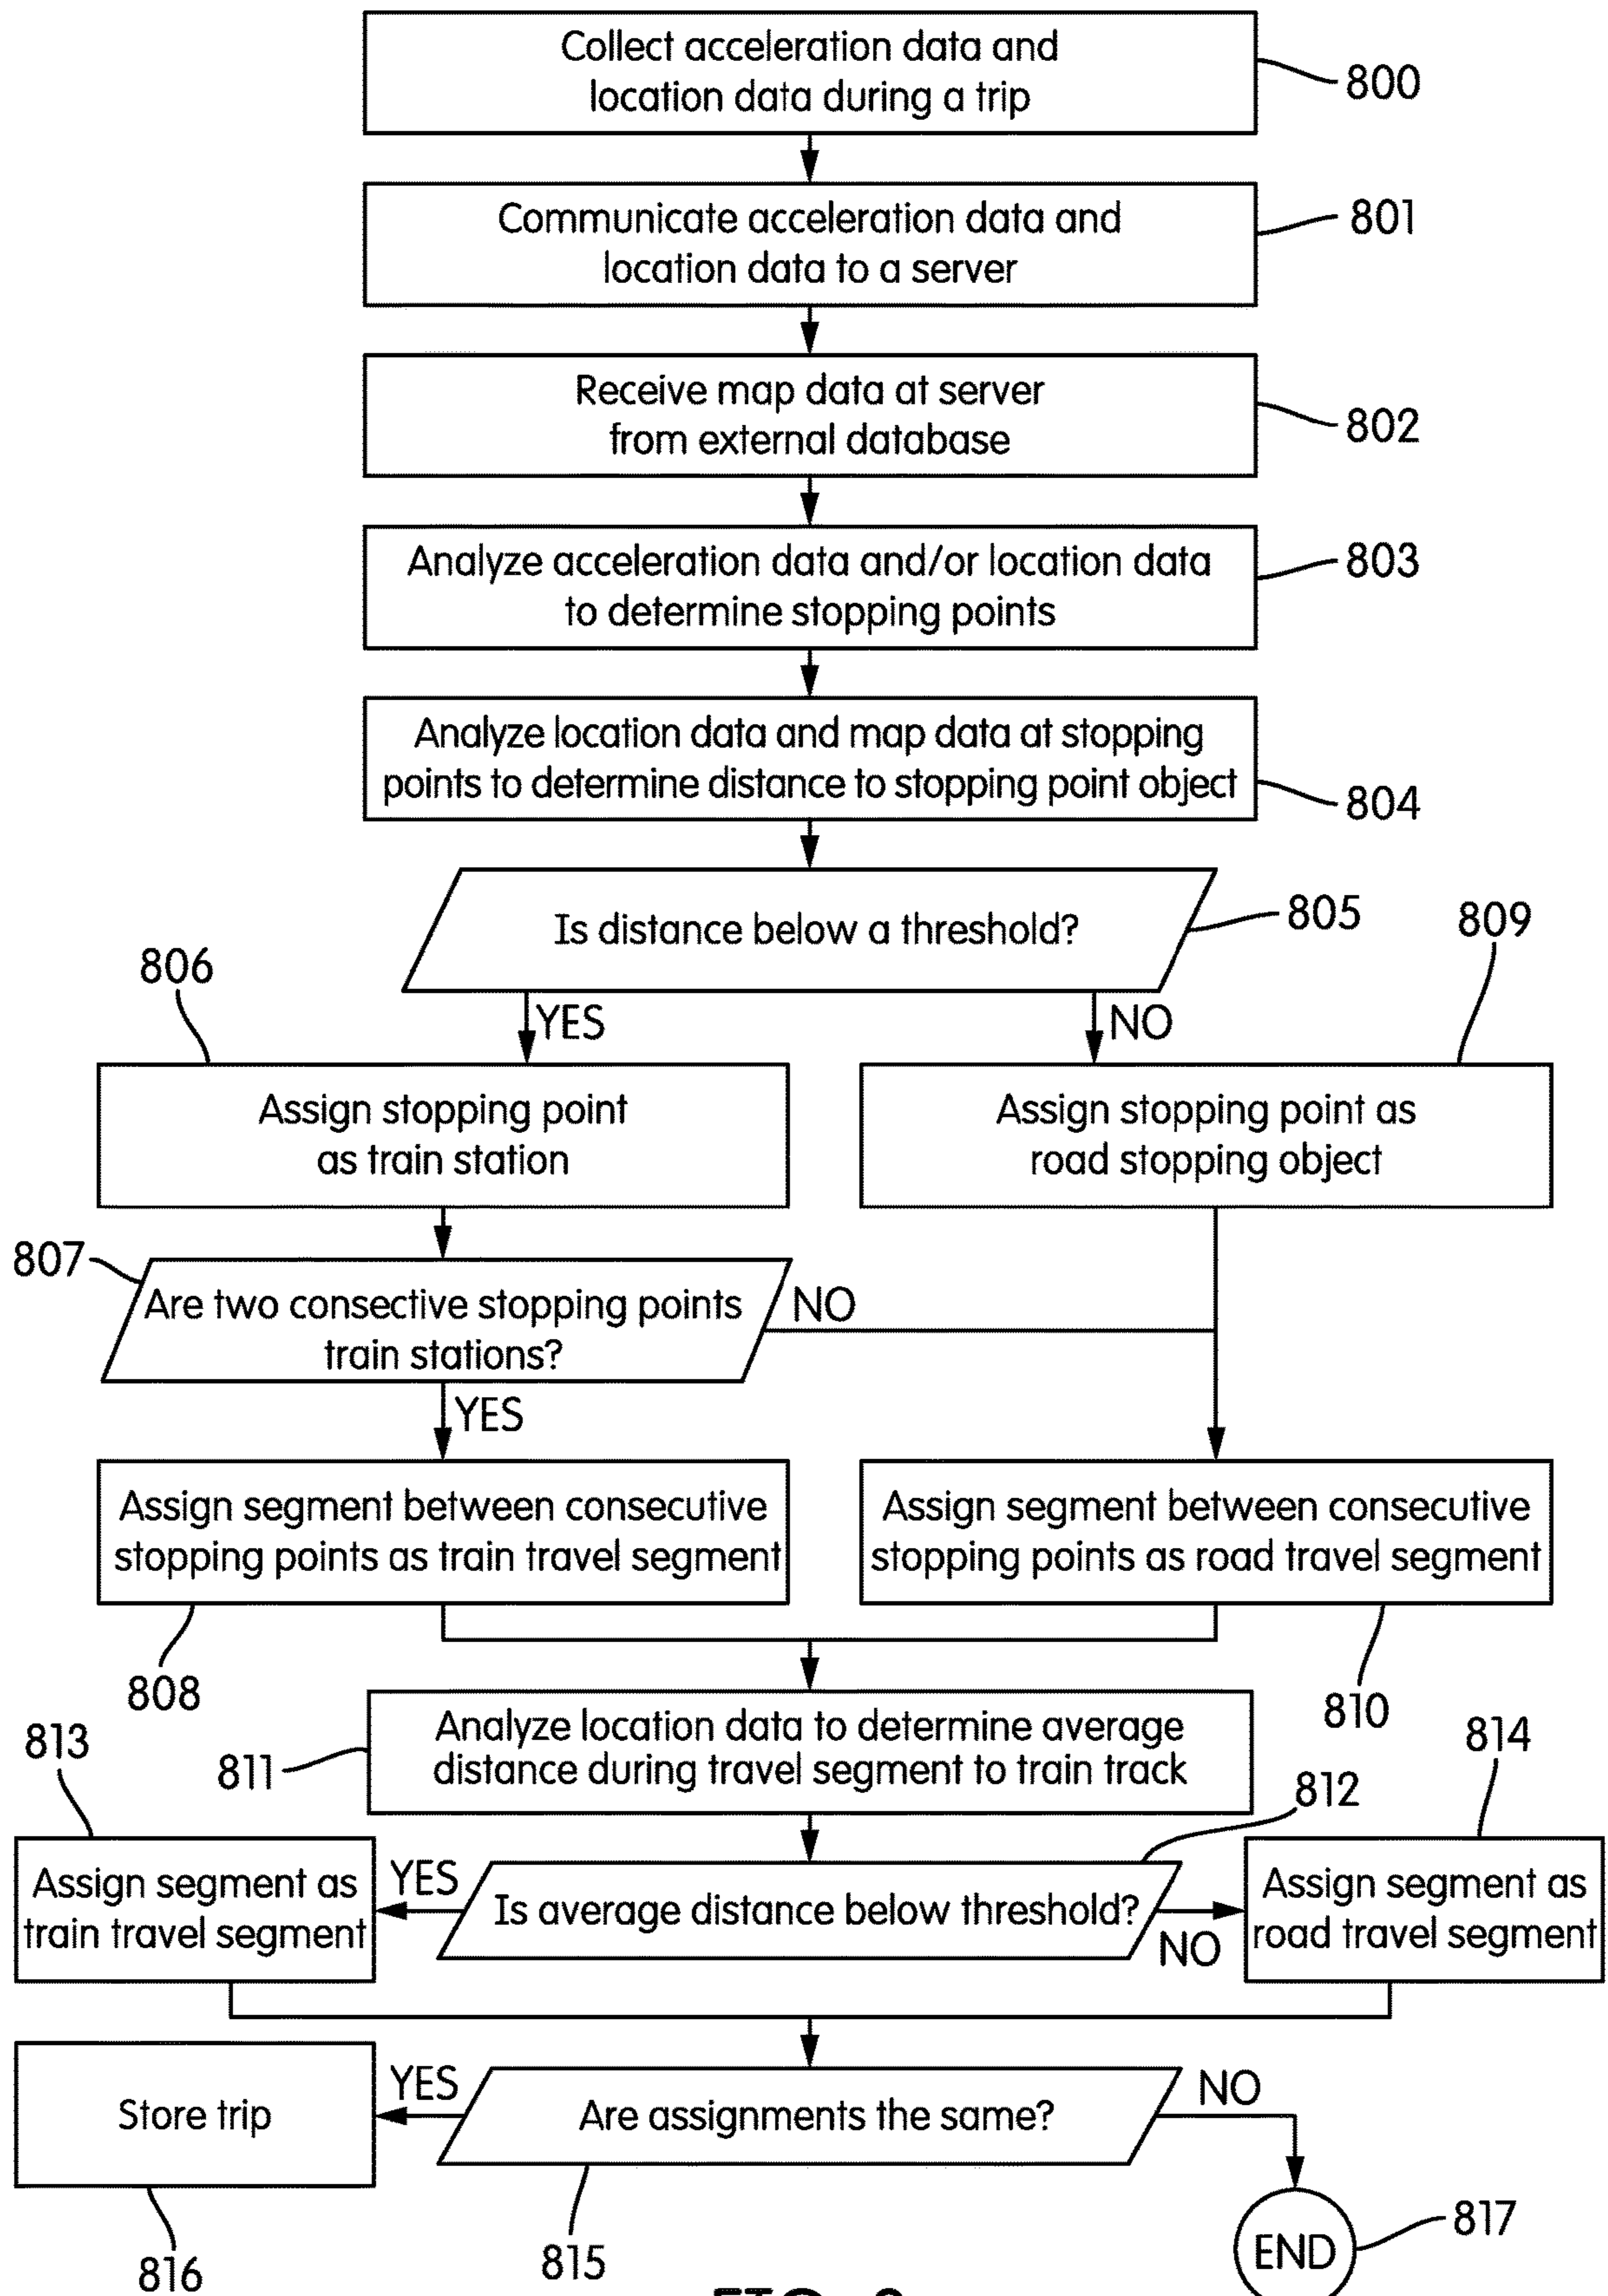 Collect acceleration data and
location data during a trip
800
Communicate acceleration data and
location data to a server
801
Receive map data at server
from external database
802
Analyze acceleration data and/or location data
to determine stopping points
803
Analyze location data and map data at stopping
points to determine distance to stopping point object
804
Is distance below a threshold?
805
809
806
YES
NO
Assign stopping point
as train station
Assign stopping point as
road stopping object
807
Are two consective stopping points
train stations?
NO
YES
Assign segment between consecutive
stopping points as train travel segment
Assign segment between consecutive
stopping points as road travel segment
808
810
Analyze location data to determine average
distance during travel segment to train track
811
813
814
812
Assign segment as
train travel segment
YES
Is average distance below threshold?
NO
Assign segment as
road travel segment
Store trip
YES
Are assignments the same?
NO
816
815
END
817